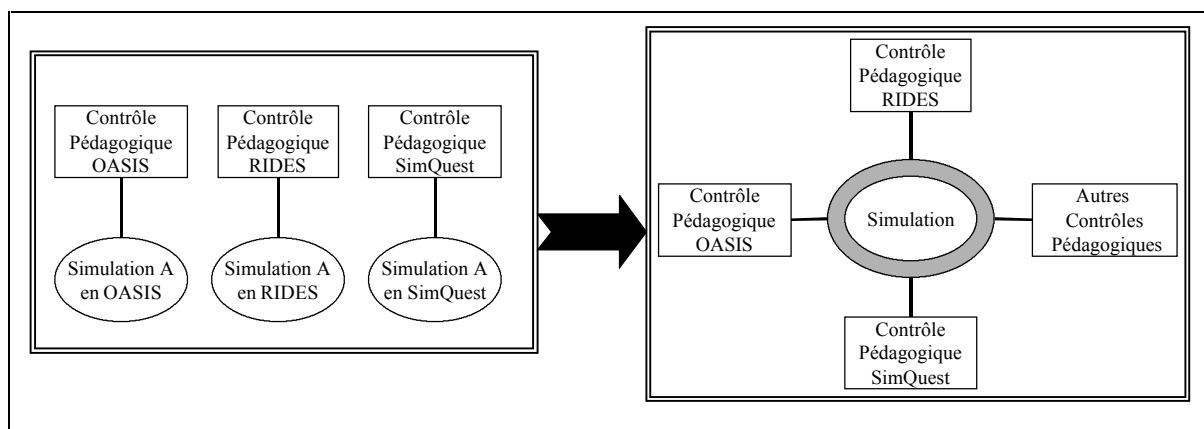 Contrôle
Pédagogique
OASIS
Contrôle
Pédagogique
RIDES
Contrôle
Pédagogique
SimQuest
Simulation A
en OASIS
Simulation A
en RIDES
Simulation A
en SimQuest
Contrôle
Pédagogique
RIDES
Contrôle
Pédagogique
OASIS
Simulation
Autres
Contrôles
Pédagogiques
Contrôle
Pédagogique
SimQuest